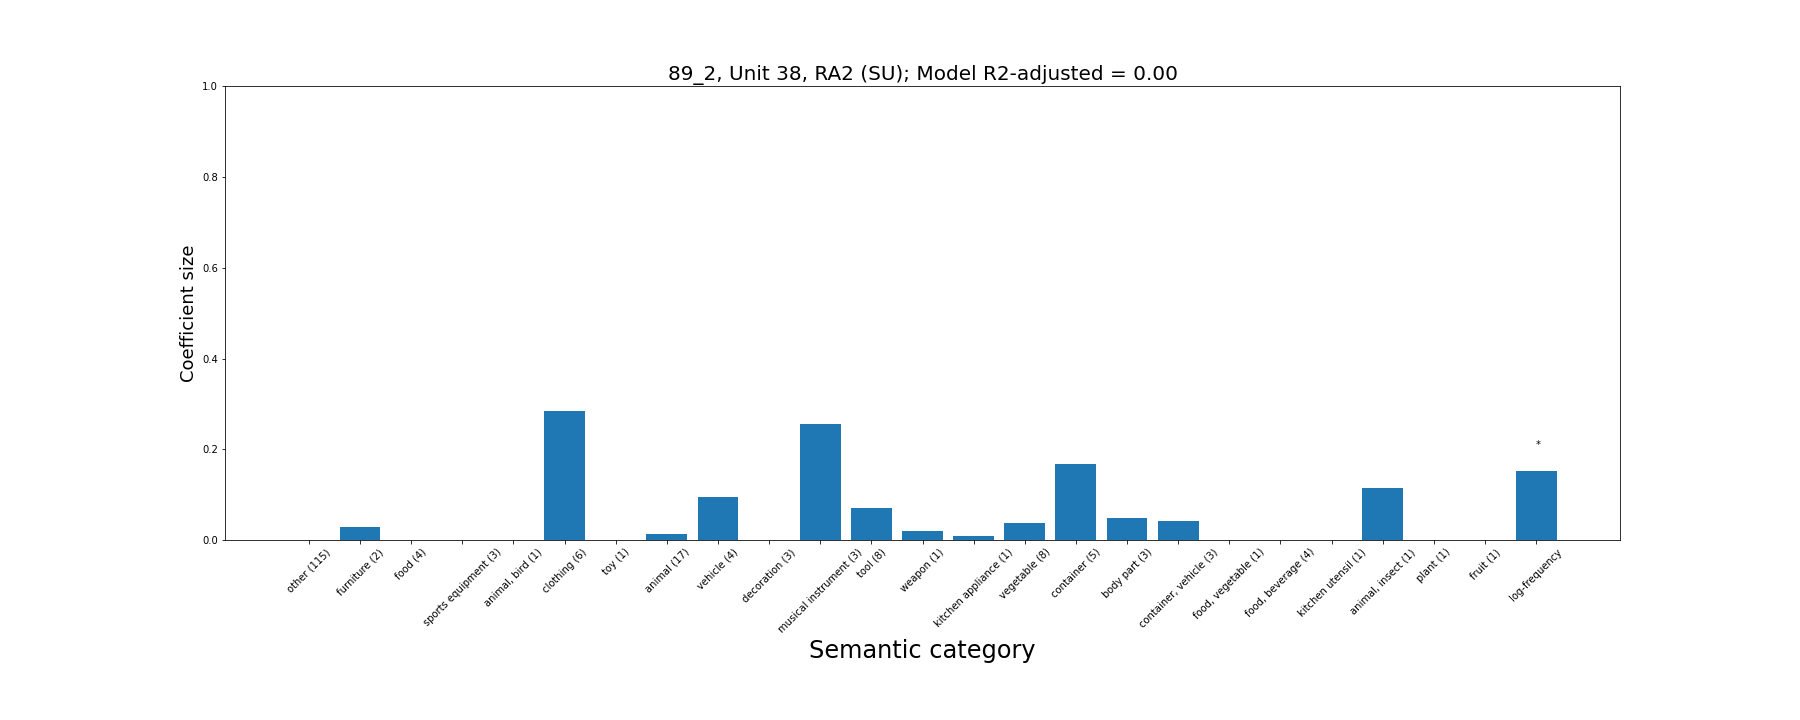 89_2, Unit 38, RA2 (SU); Model R2-adjusted = 0.00
1.0
0.8
0.6
0.4
0.2
0.0
Coefficient size
*
other (115)
furniture (2)
food (4)
sports equipment (3)
animal, bird (1)
clothing (6)
toy (1)
animal (17)
vehicle (4)
decoration (3)
musical instrument (3)
tool (8)
weapon (1)
kitchen appliance (1)
vegetable (8)
container (5)
body part (3)
container, vehicle (3)
food, vegetable (1)
food, beverage (4)
kitchen utensil (1)
animal, insect (1)
plant (1)
fruit (1)
log-frequency
Semantic category